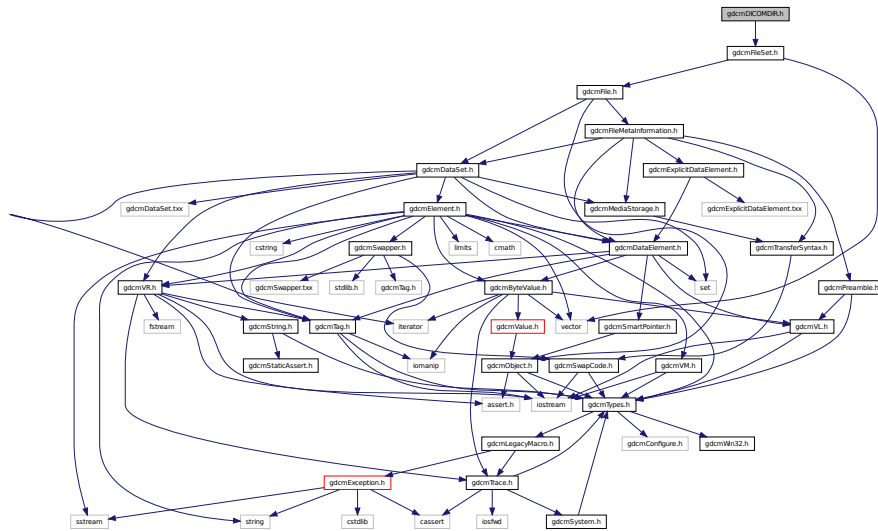 gdcmDICOMDIR.h
gdcmFileSet.h
gdcmFile.h
gdcmFileMetaInformation.h
gdcmDataSet.h
gdcmExplicitDataElement.h
gdcmDataSet.txx
gdcmElement.h
gdcmMediaStorage.h
gdcmExplicitDataElement.txx
cstring
gdcmSwapper.h
limits
cmath
gdcmDataElement.h
gdcmTransferSyntax.h
gdcmVR.h
gdcmSwapper.txx
stdlib.h
gdcmTag.h
gdcmByteValue.h
set
gdcmPreamble.h
fstream
gdcmString.h
gdcmTag.h
iterator
gdcmValue.h
vector
gdcmSmartPointer.h
gdcmVL.h
gdcmStaticAssert.h
iomanip
gdcmObject.h
gdcmSwapCode.h
gdcmVM.h
assert.h
iostream
gdcmTypes.h
gdcmLegacyMacro.h
gdcmConfigure.h
gdcmWin32.h
gdcmException.h
gdcmTrace.h
sstream
string
cstdlib
cassert
iosfwd
gdcmSystem.h